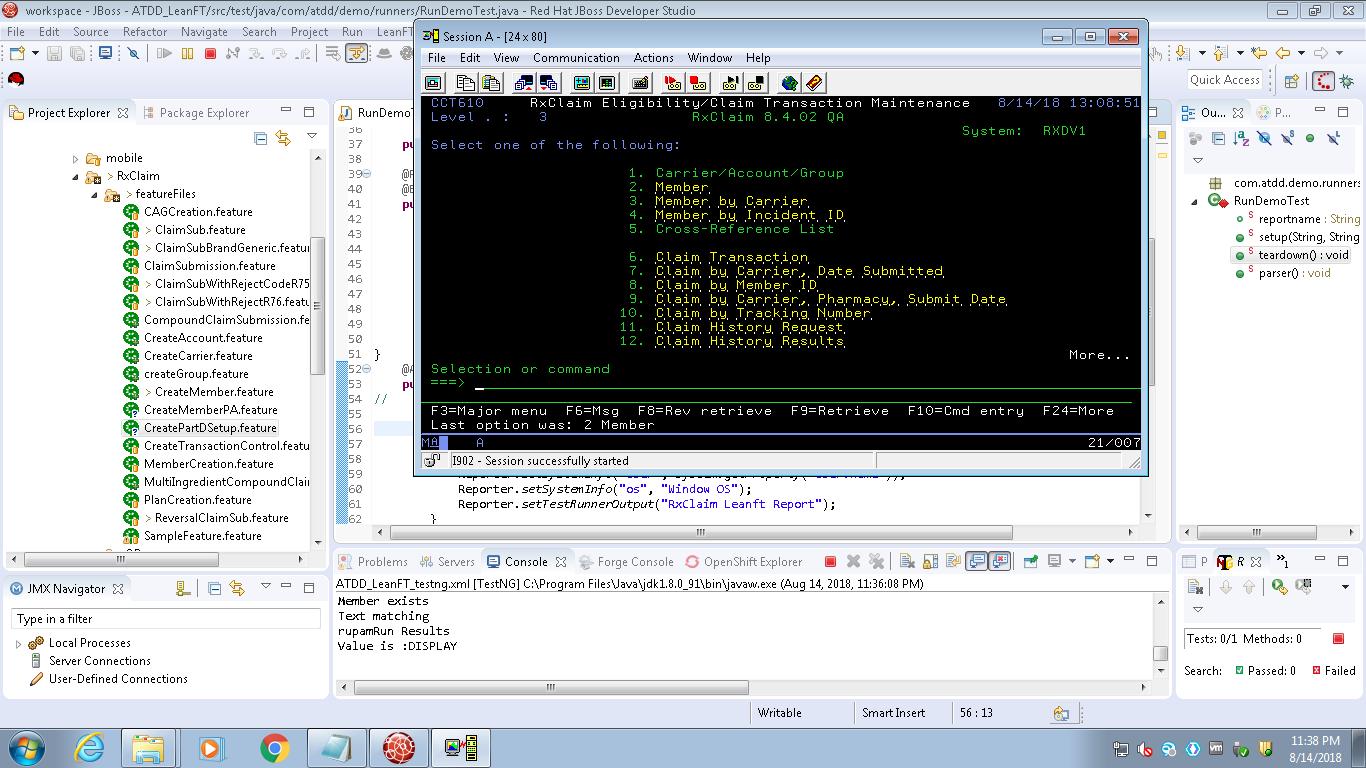 workspace - JBoss - ATDD_LeanFT/src/test/java/com/atdd/demo/runners/RunDemoTest.java - Red Hat JBoss Developer Studio
File Edit Source Refactor Navigate Search Project Run LeanFT
Quick Access
Project Explorer
Package Explorer
mobile
> RxClaim
> featureFiles
CAGCreation.feature
> ClaimSub.feature
> ClaimSubBrandGeneric.featur
ClaimSubmission.feature
> ClaimSubWithRejectCodeR75
> ClaimSubWithRejectR76.featu
CompoundClaimSubmission.fe
CreateAccount.feature
CreateCarrier.feature
createGroup.feature
> CreateMember.feature
CreateMemberPA.feature
CreatePartDSetup.feature
CreateTransactionControl.feature
MemberCreation.feature
MultiIngredientCompoundClai
PlanCreation.feature
> ReversalClaimSub.feature
SampleFeature.feature
RunDemo
36
37 pu
38
39 @P
40 @B
41 pu
42
43
44
45
46
47
48
49
50
51 }
52 @A
53 pu
54 //
55
56
57
58
59
60 Reporter.setSystemInfo("os", "Window OS");
61 Reporter.setTestRunnerOutput("RxClaim Leanft Report");
62 }
Session A - [24 x 80]
File Edit View Communication Actions Window Help
CCT610 RxClaim Eligibility/Claim Transaction Maintenance 8/14/18 13:08:51
Level . : 3 RxClaim 8.4.02 QA
System: RXDV1
Select one of the following:
1. Carrier/Account/Group
2. Member
3. Member by Carrier
4. Member by Incident ID
5. Cross-Reference List
6. Claim Transaction
7. Claim by Carrier, Date Submitted
8. Claim by Member ID
9. Claim by Carrier, Pharmacy, Submit Date
10. Claim by Tracking Number
11. Claim History Request
12. Claim History Results
More...
Selection or command
===>
F3=Major menu F6=Msg F8=Rev retrieve F9=Retrieve F10=Cmd entry F24=More
Last option was: 2 Member
MA A 21/007
I902 - Session successfully started
Ou...
P...
com.atdd.demo.runners
RunDemoTest
reportname : String
setup(String, String
teardown() : void
parser() : void
Problems
Servers
Console
Forge Console
OpenShift Explorer
ATDD_LeanFT_testng.xml [TestNG] C:\Program Files\Java\jdk1.8.0_91\bin\javaw.exe (Aug 14, 2018, 11:36:08 PM)
Member exists
Text matching
rupamRun Results
Value is :DISPLAY
JMX Navigator
Type in a filter
Local Processes
Server Connections
User-Defined Connections
P
R
Tests: 0/1 Methods: 0
Search: Passed: 0 Failed
Writable
Smart Insert
56 : 13
11:38 PM
8/14/2018